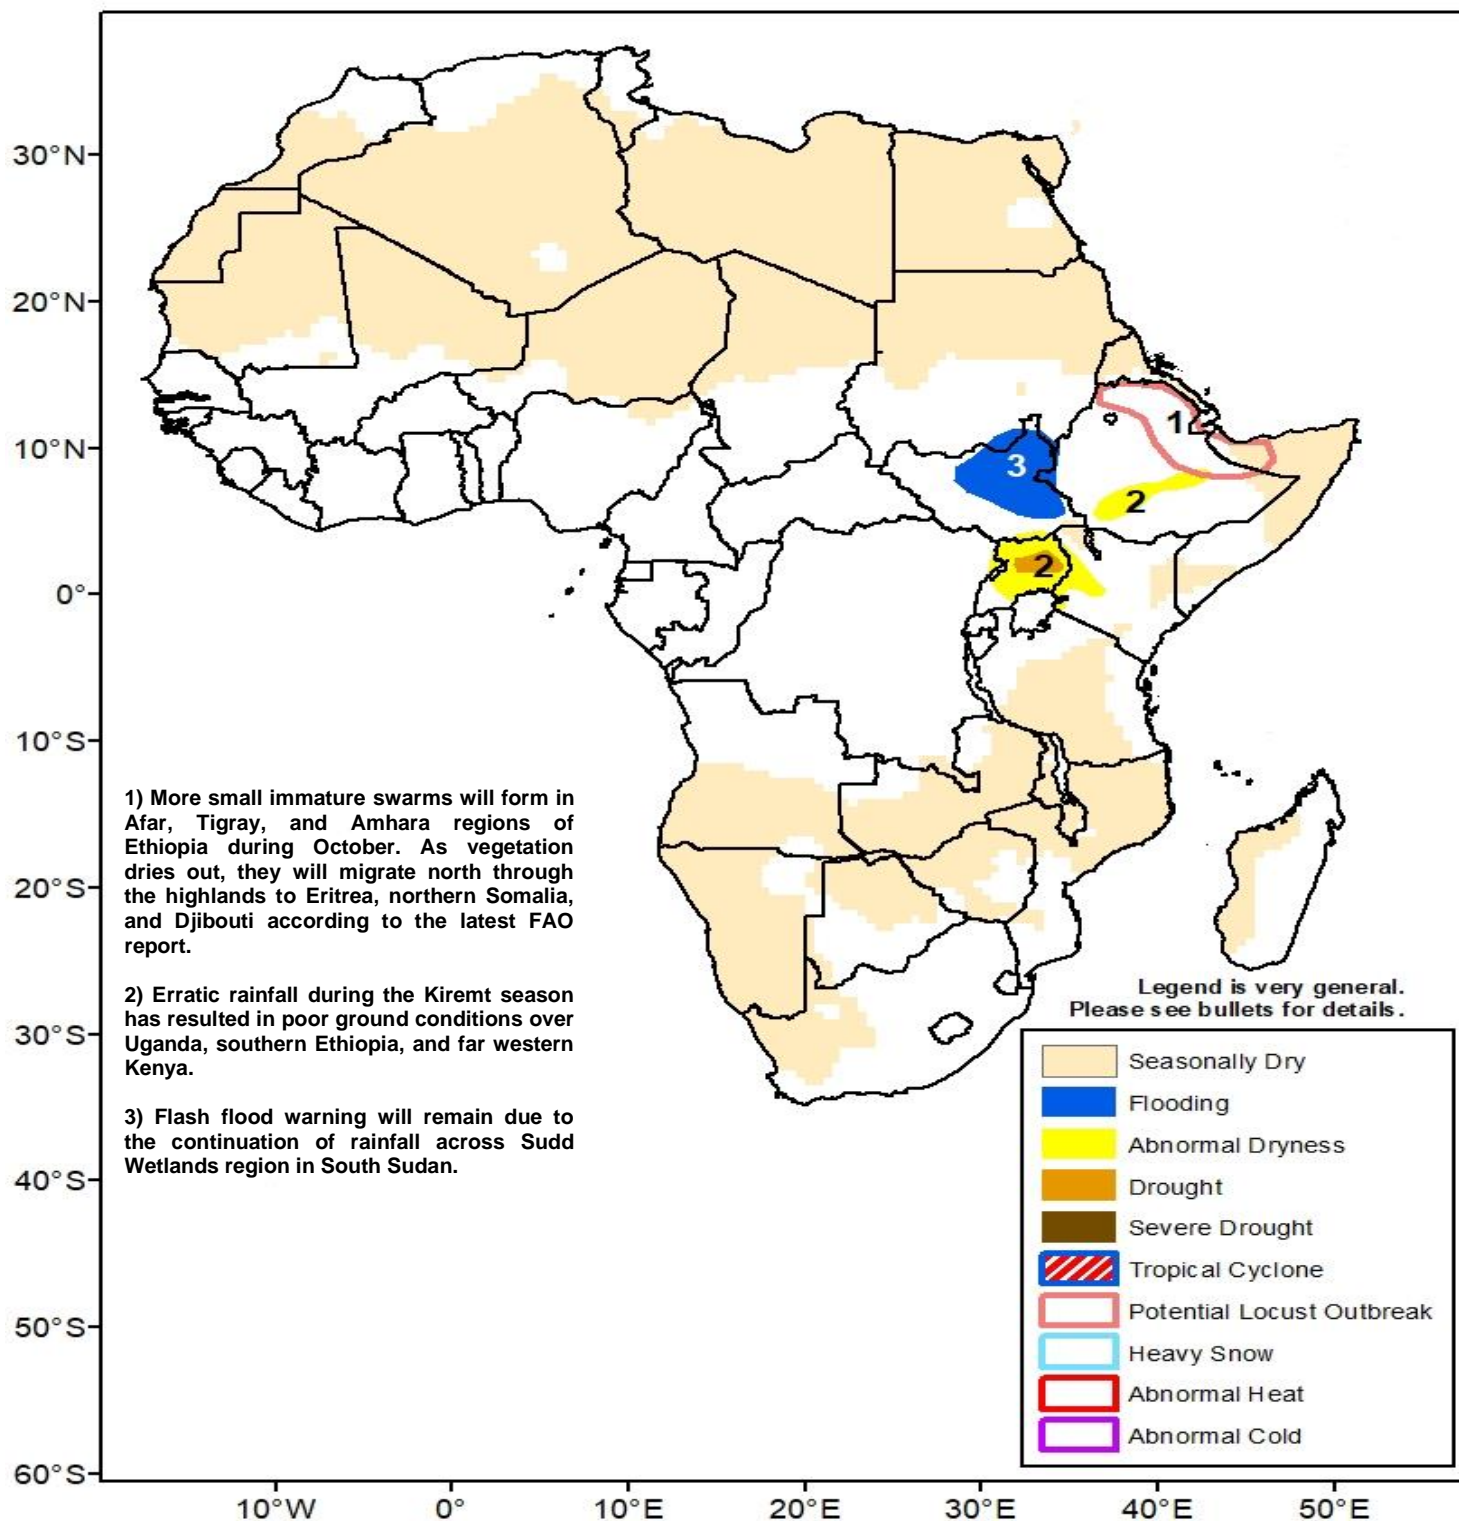 30°N
20°N
10°N
0°
10°S
20°S
30°S
40°S
50°S
60°S
1
3
2
2
1) More small immature swarms will form in
Afar, Tigray, and Amhara regions of
Ethiopia during October. As vegetation
dries out, they will migrate north through
the highlands to Eritrea, northern Somalia,
and Djibouti according to the latest FAO
report.
2) Erratic rainfall during the Kiremt season
has resulted in poor ground conditions over
Uganda, southern Ethiopia, and far western
Kenya.
3) Flash flood warning will remain due to
the continuation of rainfall across Sudd
Wetlands region in South Sudan.
Legend is very general.
Please see bullets for details.
Seasonally Dry
Flooding
Abnormal Dryness
Drought
Severe Drought
Tropical Cyclone
Potential Locust Outbreak
Heavy Snow
Abnormal Heat
Abnormal Cold
10°W
0°
10°E
20°E
30°E
40°E
50°E